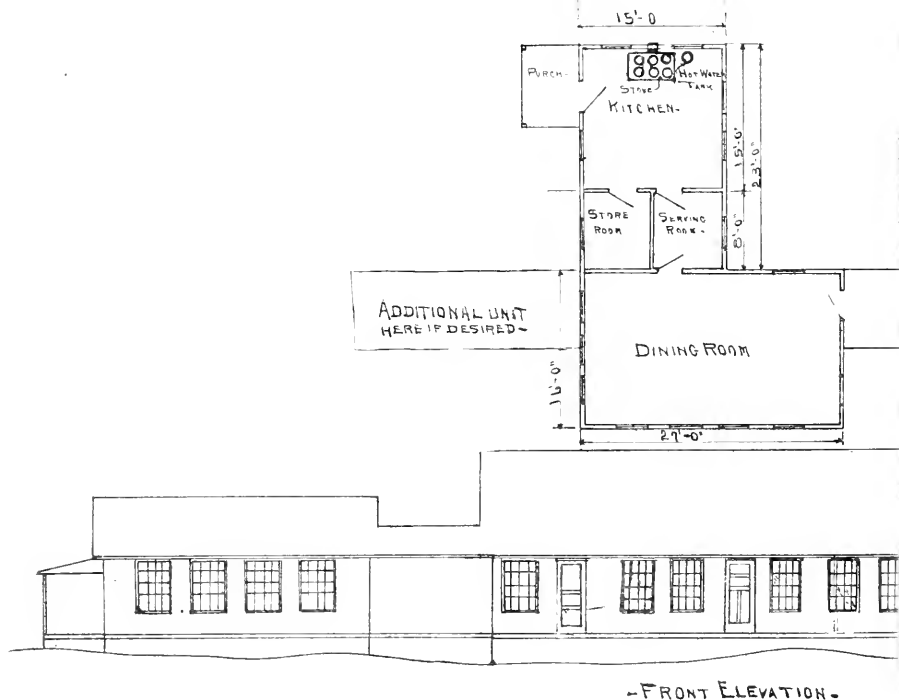 15'-0
PORCH-
STOVE
HOT WATER
TANK
KITCHEN-
15'-0"
23'-0"
STORE
ROOM
SERVING
ROOM-
8'-0"
ADDITIONAL UNIT
HERE IF DESIRED-
DINING ROOM
16'-0"
27'-0"
-FRONT ELEVATION-